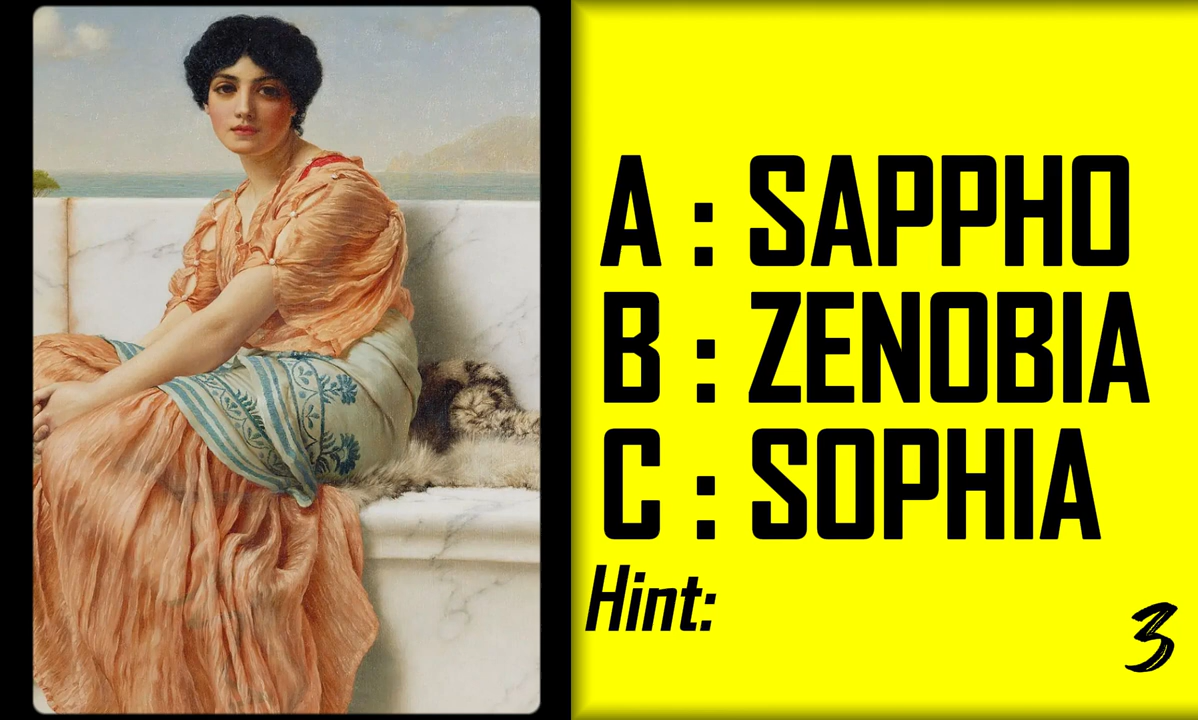 A : SAPPHO
B : ZENOBIA
C : SOPHIA
Hint:
3